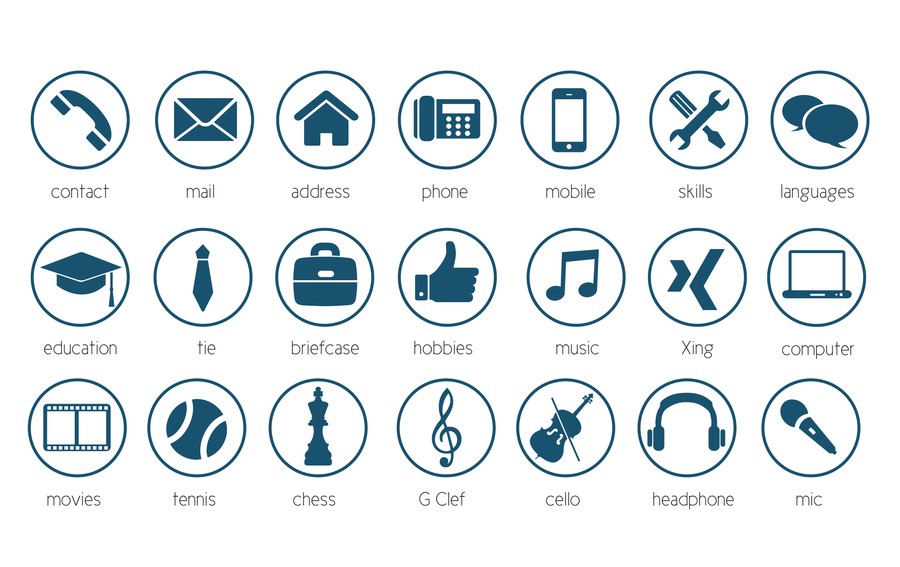 contact mail address phone mobile skills languages
education tie briefcase hobbies music Xing computer
movies tennis chess G Clef cello headphone mic